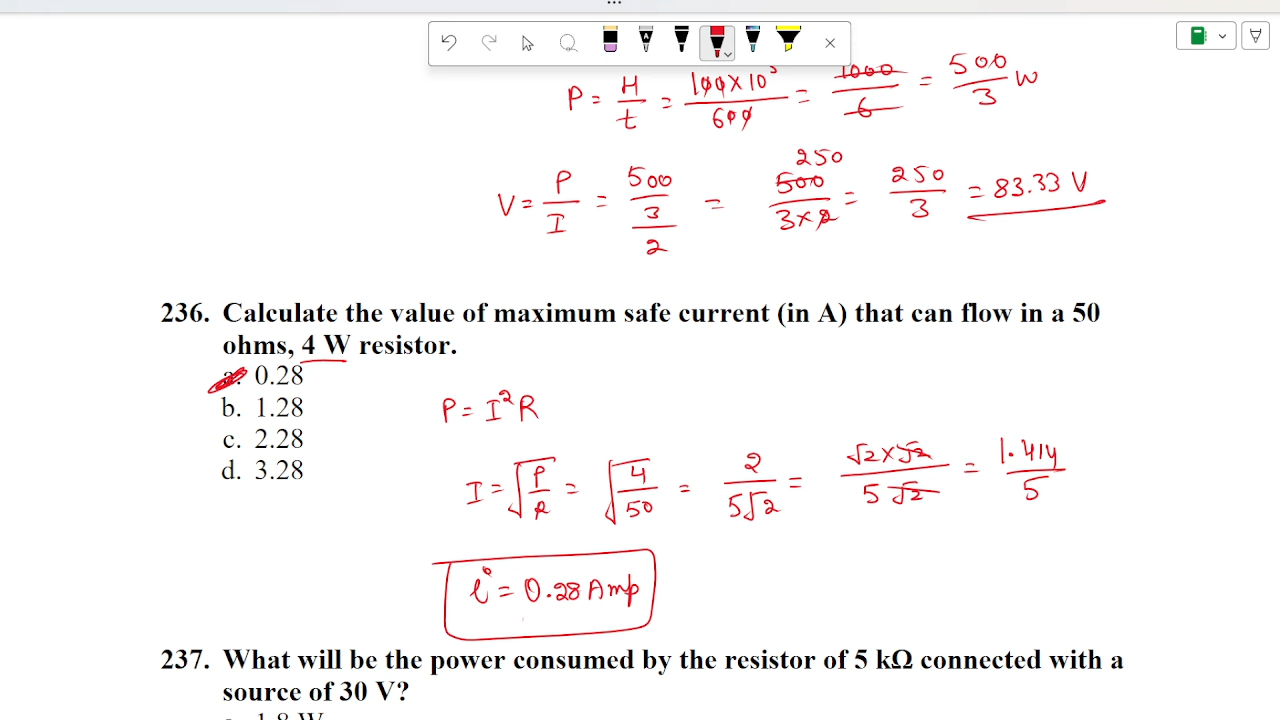 P = H/t = 100×10³/600 = 1000/6 = 500/3 W
V = P/I = 500/3/2 = 500/3×2 = 250/3 = 83.33 V
250
236. Calculate the value of maximum safe current (in A) that can flow in a 50
ohms, 4 W resistor.
a. 0.28
b. 1.28
c. 2.28
d. 3.28
P = I²R
I = √P/R = √4/50 = 2/5√2 = √2×√2/5√2 = 1.414/5
i = 0.28 Amp
237. What will be the power consumed by the resistor of 5 kΩ connected with a
source of 30 V?
a. 1.8 W